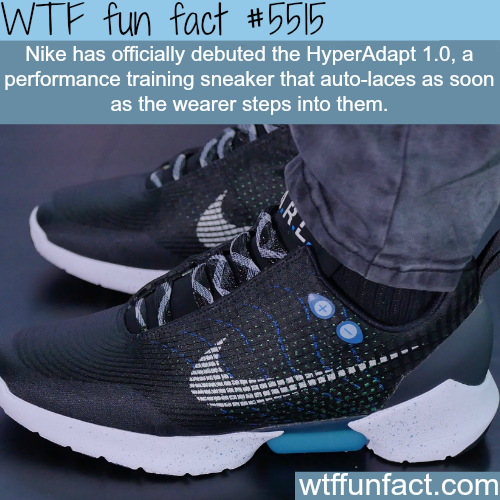 WTF fun fact #5515
Nike has officially debuted the HyperAdapt 1.0, a
performance training sneaker that auto-laces as soon
as the wearer steps into them.
+
-
wtffunfact.com